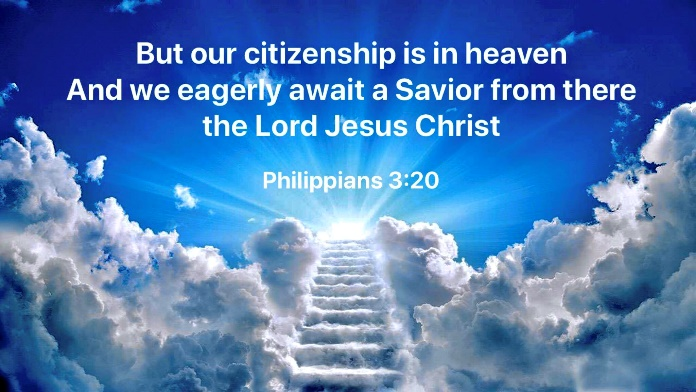 But our citizenship is in heaven
And we eagerly await a Savior from there
the Lord Jesus Christ
Philippians 3:20